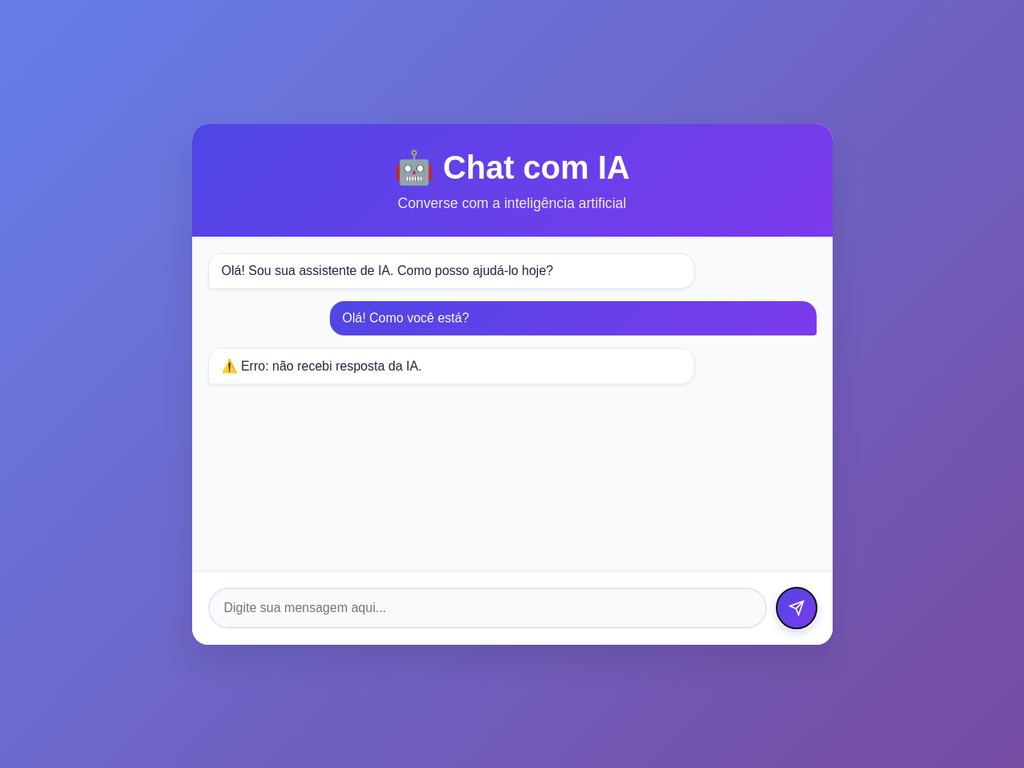 🤖 Chat com IA
Converse com a inteligência artificial
Olá! Sou sua assistente de IA. Como posso ajudá-lo hoje?
Olá! Como você está?
⚠️ Erro: não recebi resposta da IA.
Digite sua mensagem aqui...